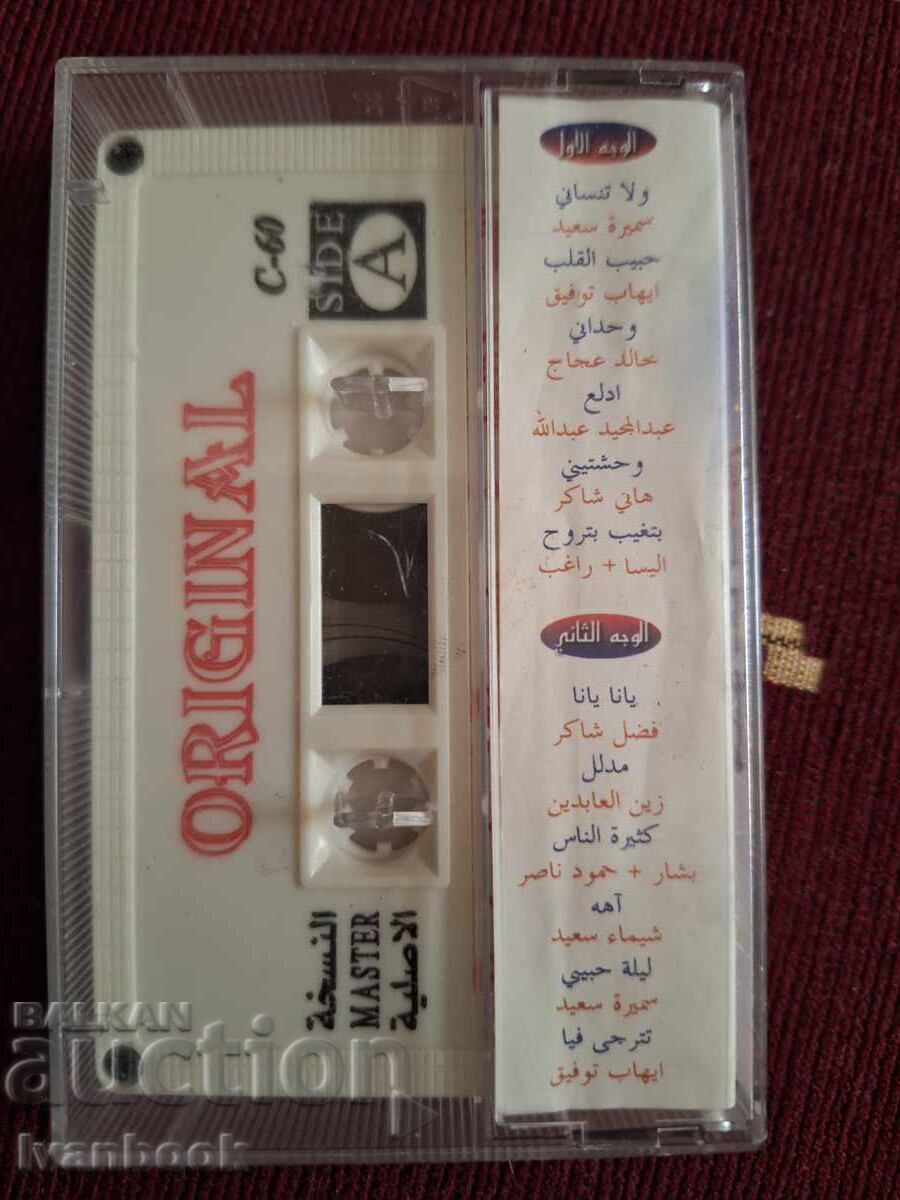 ORIGINAL
C-60
SIDE
A
النسخة
MASTER
الاصلية
الوجه الأول
ولا تنساني
سميرة سعيد
حبيب القلب
ايهاب توفيق
وحداني
خالد عجاج
ادلع
عبدالمجيد عبدالله
وحشتيني
هاني شاكر
بتغيب بتروح
اليسا + راغب
الوجه الثاني
يانا يانا
فضل شاكر
مدلل
زين العابدين
كثيرة الناس
بشار + حمود ناصر
آهه
شيماء سعيد
ليلة حبيبي
سميرة سعيد
تترجى فيا
ايهاب توفيق
BALKAN
auction
Ivanbook